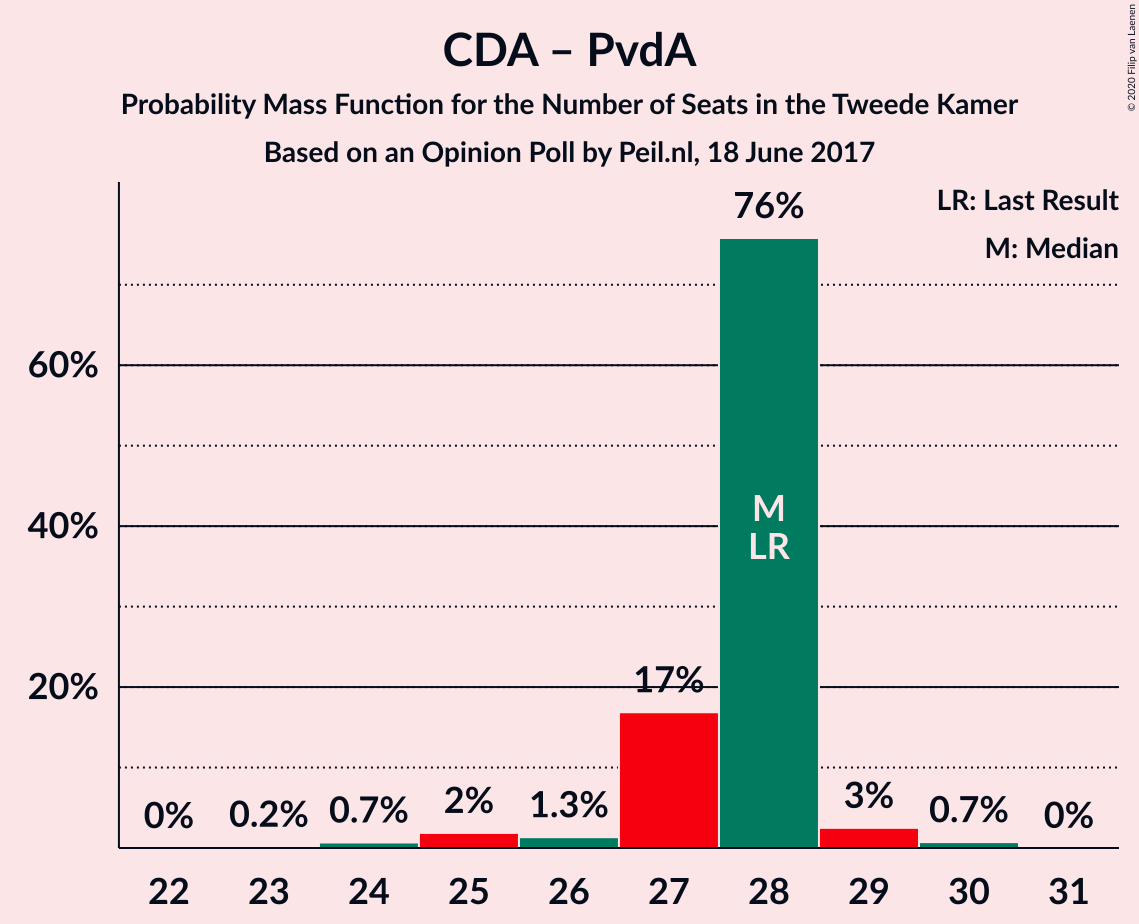 CDA – PvdA
Probability Mass Function for the Number of Seats in the Tweede Kamer
Based on an Opinion Poll by Peil.nl, 18 June 2017
© 2020 Filip van Laenen
LR: Last Result
M: Median
60%
40%
20%
0%
0.2%
0.7%
2%
1.3%
17%
76%
M
LR
3%
0.7%
0%
22 23 24 25 26 27 28 29 30 31